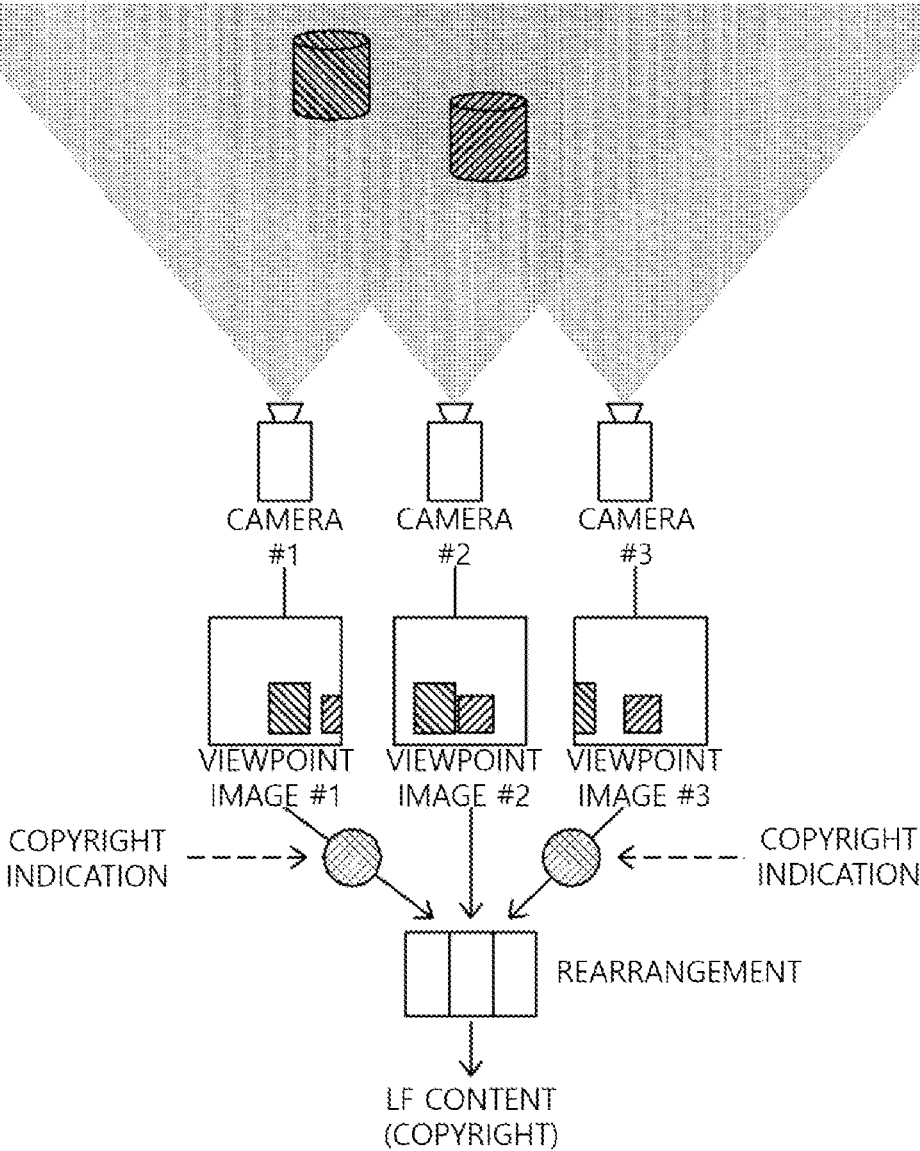 CAMERA
#1
CAMERA
#2
CAMERA
#3
VIEWPOINT
IMAGE #1
VIEWPOINT
IMAGE #2
VIEWPOINT
IMAGE #3
COPYRIGHT
INDICATION
COPYRIGHT
INDICATION
REARRANGEMENT
LF CONTENT
(COPYRIGHT)